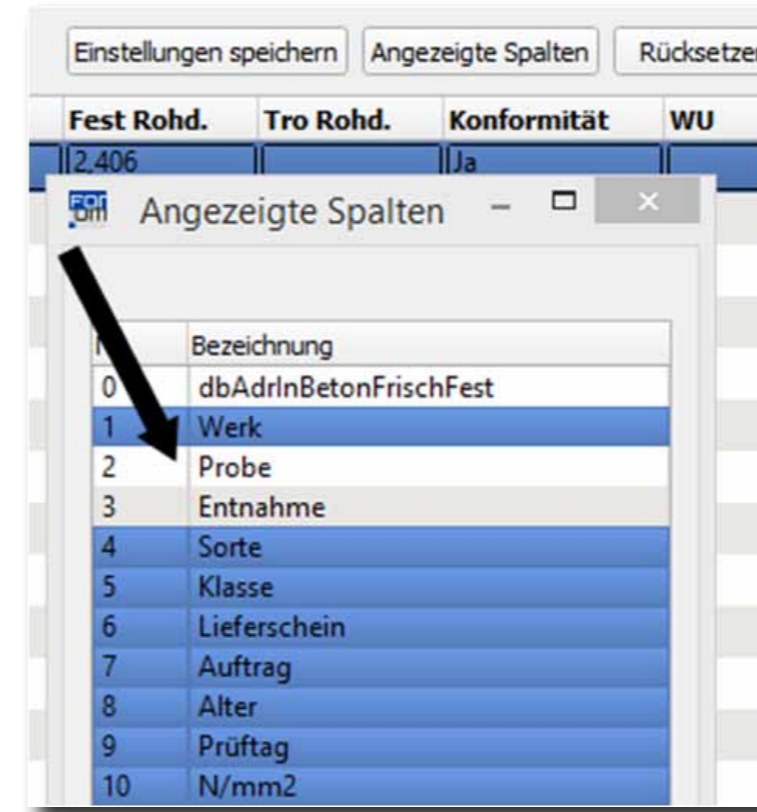 Einstellungen speichern Angezeigte Spalten Rücksetzen
Fest Rohd. Tro Rohd. Konformität WU
2,406 Ja
Angezeigte Spalten
Bezeichnung
0 dbAdrInBetonFrischFest
1 Werk
2 Probe
3 Entnahme
4 Sorte
5 Klasse
6 Lieferschein
7 Auftrag
8 Alter
9 Prüftag
10 N/mm2